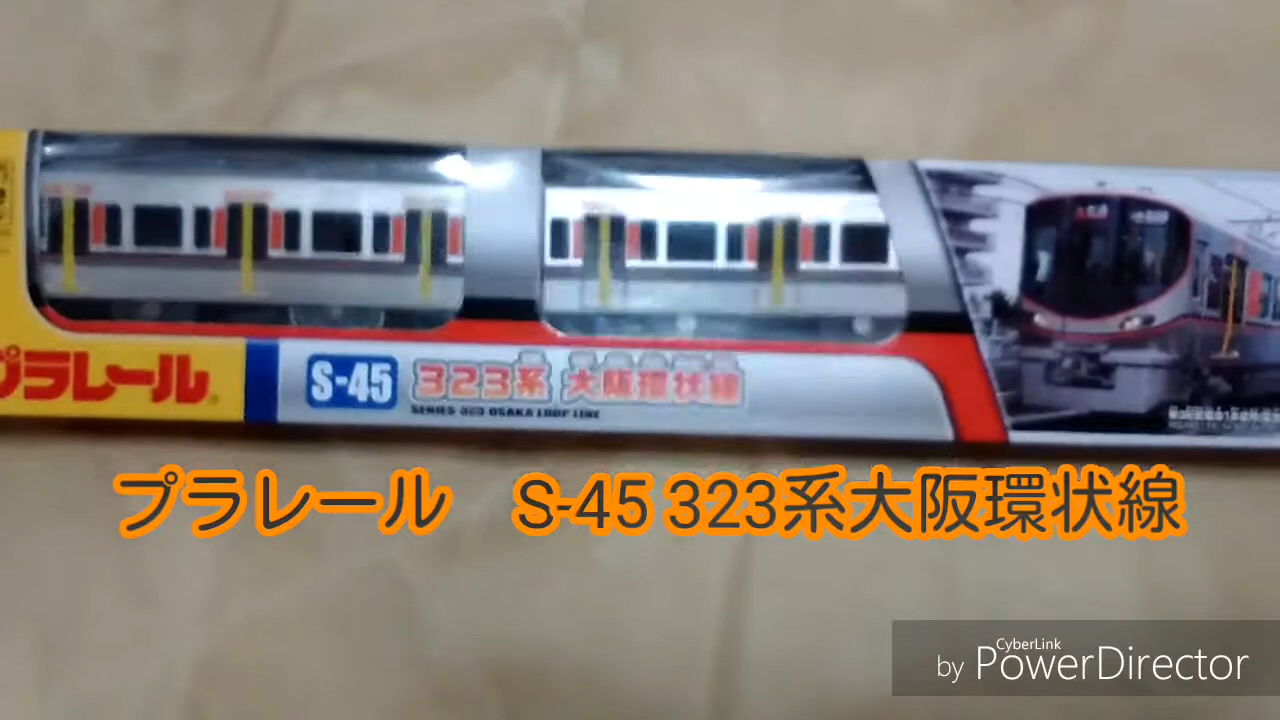 プラレール
S-45 323系 大阪環状線
SERIES 323 OSAKA LOOP LINE
プラレール S-45 323系大阪環状線
CyberLink
by PowerDirector